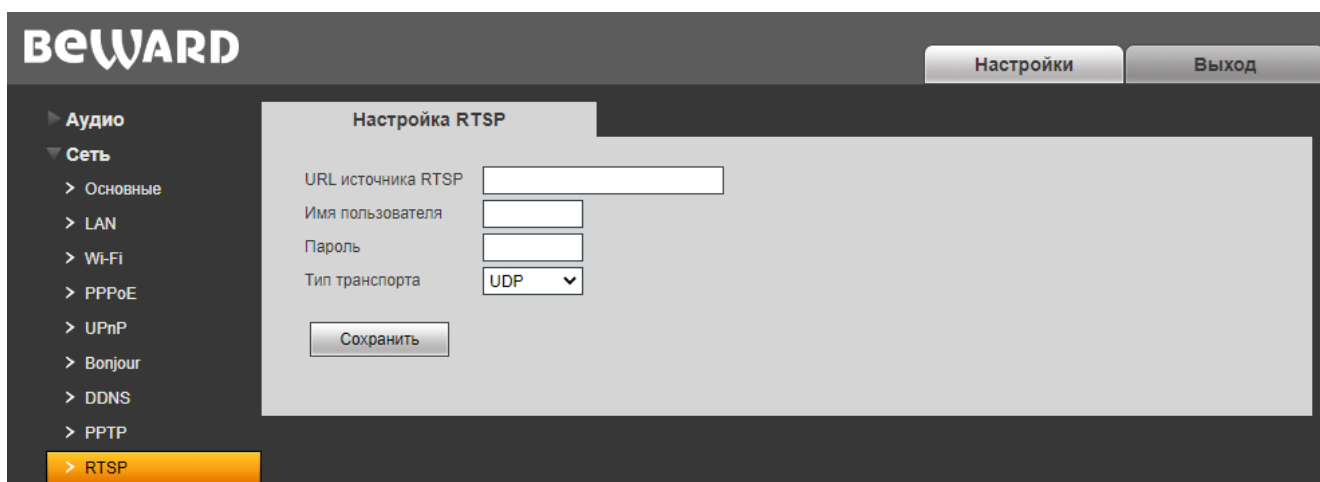 BEWARD
Настройки
Выход
Аудио
Сеть
> Основные
> LAN
> Wi-Fi
> PPPoE
> UPnP
> Bonjour
> DDNS
> PPTP
> RTSP
Настройка RTSP
URL источника RTSP
Имя пользователя
Пароль
Тип транспорта
UDP
Сохранить